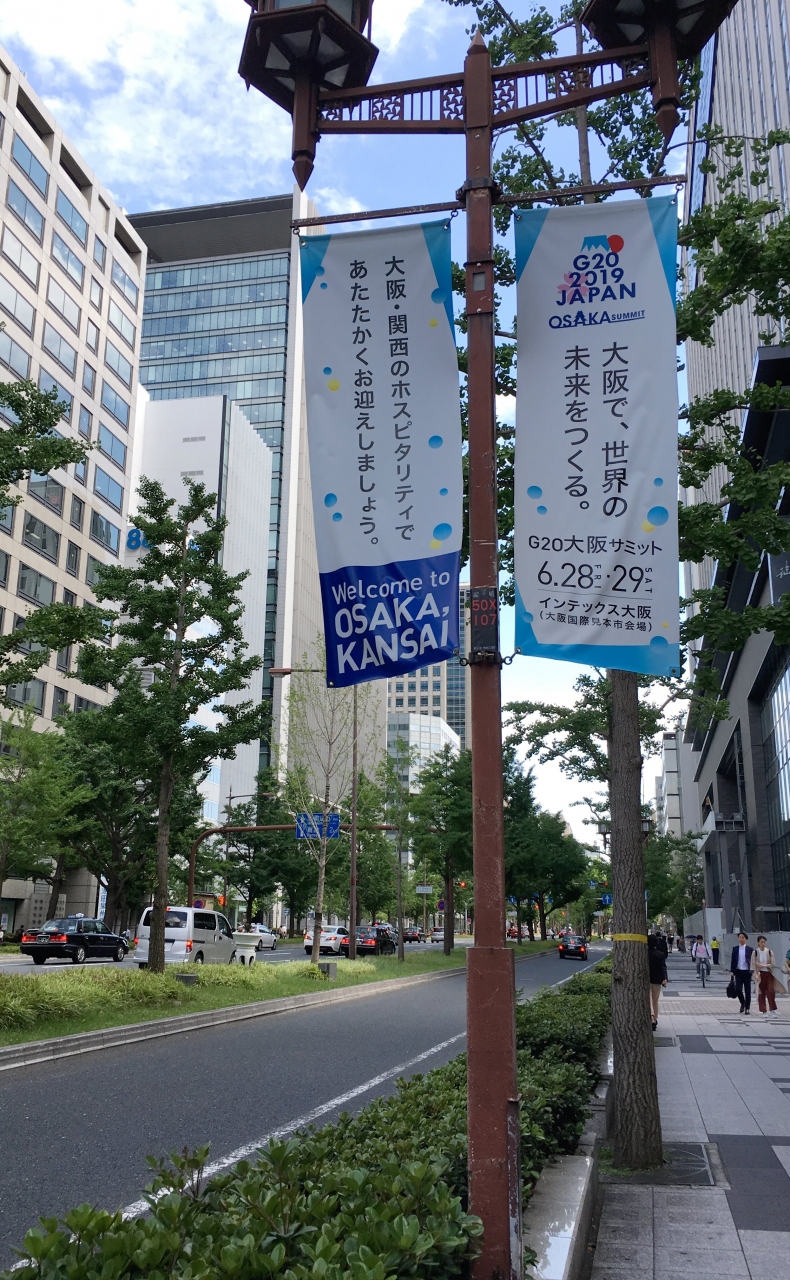 大阪・関西のホスピタリティで
あたたかくお迎えしましょう。
Welcome to
OSAKA,
KANSAI
G20
2019
JAPAN
OSAKA SUMMIT
大阪で、世界の
未来をつくる。
G20大阪サミット
6.28 FRI・29 SAT
インテックス大阪
(大阪国際見本市会場)
50X
107